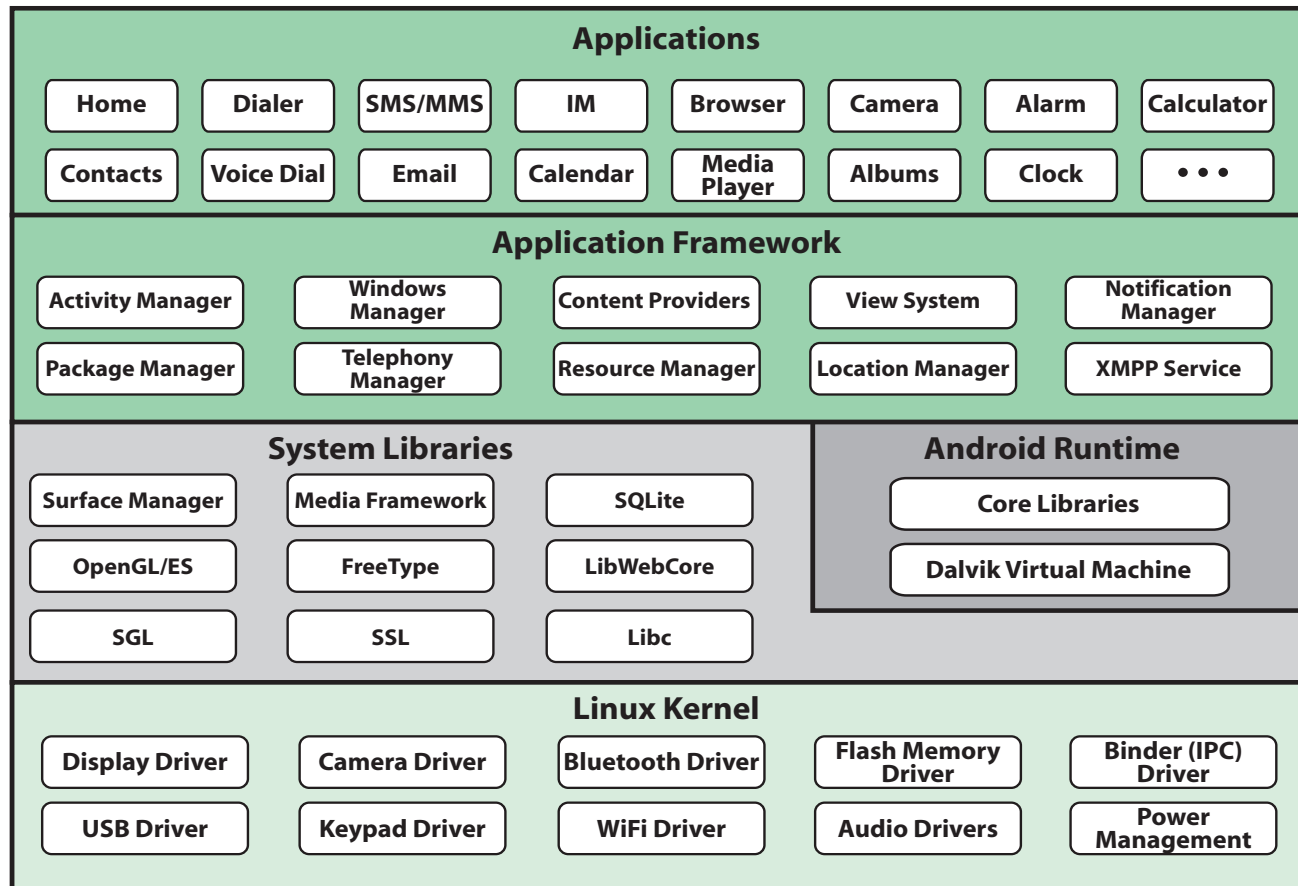 Applications
Home
Dialer
SMS/MMS
IM
Browser
Camera
Alarm
Calculator
Contacts
Voice Dial
Email
Calendar
Media
Player
Albums
Clock
• • •
Application Framework
Activity Manager
Windows
Manager
Content Providers
View System
Notification
Manager
Package Manager
Telephony
Manager
Resource Manager
Location Manager
XMPP Service
System Libraries
Surface Manager
Media Framework
SQLite
OpenGL/ES
FreeType
LibWebCore
SGL
SSL
Libc
Android Runtime
Core Libraries
Dalvik Virtual Machine
Linux Kernel
Display Driver
Camera Driver
Bluetooth Driver
Flash Memory
Driver
Binder (IPC)
Driver
USB Driver
Keypad Driver
WiFi Driver
Audio Drivers
Power
Management